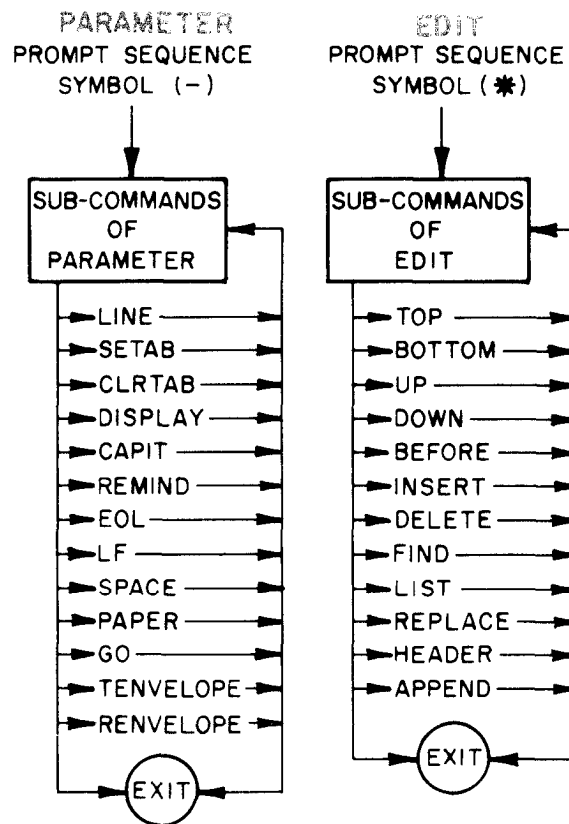 PARAMETER
PROMPT SEQUENCE
SYMBOL (-)
SUB-COMMANDS
OF
PARAMETER
LINE
SETAB
CLRTAB
DISPLAY
CAPIT
REMIND
EOL
LF
SPACE
PAPER
GO
TENVELOPE
RENVELOPE
EXIT
EDIT
PROMPT SEQUENCE
SYMBOL (*)
SUB-COMMANDS
OF
EDIT
TOP
BOTTOM
UP
DOWN
BEFORE
INSERT
DELETE
FIND
LIST
REPLACE
HEADER
APPEND
EXIT